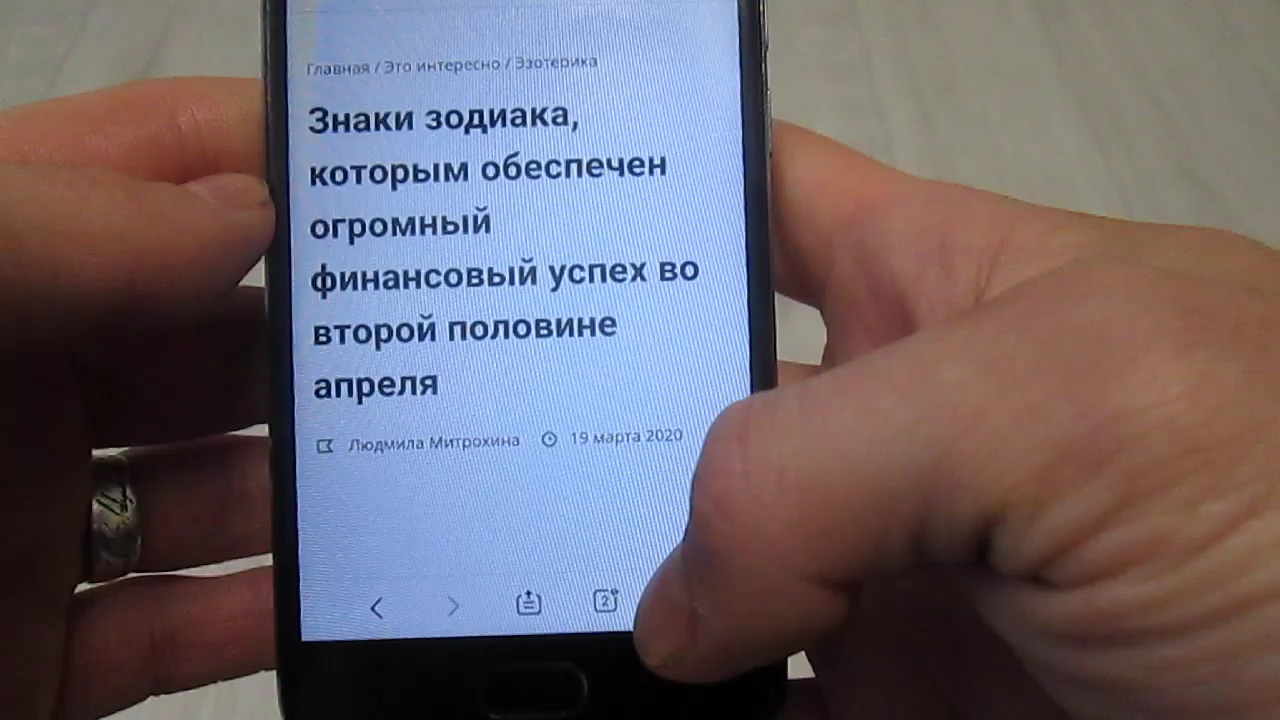 Главная / Это интересно / Эзотерика
Знаки зодиака,
которым обеспечен
огромный
финансовый успех во
второй половине
апреля
Людмила Митрохина 19 марта 2020
2